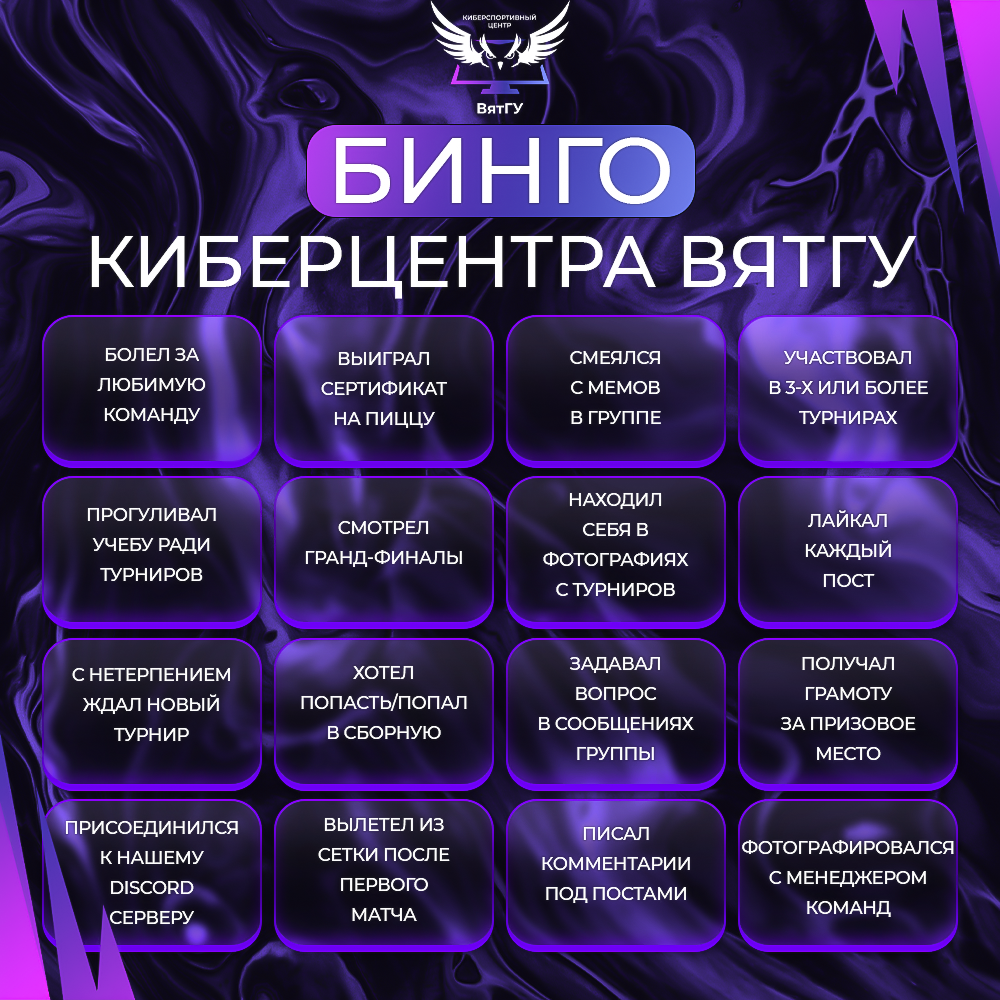 КИБЕРСПОРТИВНЫЙ
ЦЕНТР
ВятГУ
БИНГО
КИБЕРЦЕНТРА ВЯТГУ
БОЛЕЛ ЗА
ЛЮБИМУЮ
КОМАНДУ
ВЫИГРАЛ
СЕРТИФИКАТ
НА ПИЦЦУ
СМЕЯЛСЯ
С МЕМОВ
В ГРУППЕ
УЧАСТВОВАЛ
В 3-Х ИЛИ БОЛЕЕ
ТУРНИРАХ
ПРОГУЛИВАЛ
УЧЕБУ РАДИ
ТУРНИРОВ
СМОТРЕЛ
ГРАНД-ФИНАЛЫ
НАХОДИЛ
СЕБЯ В
ФОТОГРАФИЯХ
С ТУРНИРОВ
ЛАЙКАЛ
КАЖДЫЙ
ПОСТ
С НЕТЕРПЕНИЕМ
ЖДАЛ НОВЫЙ
ТУРНИР
ХОТЕЛ
ПОПАСТЬ/ПОПАЛ
В СБОРНУЮ
ЗАДАВАЛ
ВОПРОС
В СООБЩЕНИЯХ
ГРУППЫ
ПОЛУЧАЛ
ГРАМОТУ
ЗА ПРИЗОВОЕ
МЕСТО
ПРИСОЕДИНИЛСЯ
К НАШЕМУ
DISCORD
СЕРВЕРУ
ВЫЛЕТЕЛ ИЗ
СЕТКИ ПОСЛЕ
ПЕРВОГО
МАТЧА
ПИСАЛ
КОММЕНТАРИИ
ПОД ПОСТАМИ
ФОТОГРАФИРОВАЛСЯ
С МЕНЕДЖЕРОМ
КОМАНД